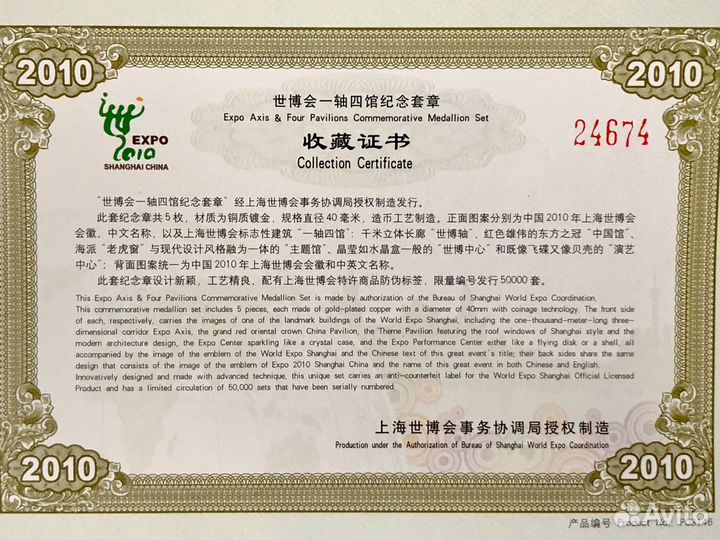 2010
2010
EXPO
2010
SHANGHAI CHINA
世博会一轴四馆纪念套章
Expo Axis & Four Pavilions Commemorative Medallion Set
收藏证书
Collection Certificate
24674
“世博会一轴四馆纪念套章”经上海世博会事务协调局授权制造发行。
此套纪念章共5枚，材质为铜质镀金，规格直径40毫米，造币工艺制造。正面图案分别为中国2010年上海世博会
会徽、中文名称，以及上海世博会标志性建筑“一轴四馆”：千米立体长廊“世博轴”，红色雄伟的东方之冠“中国馆”、
海派“老虎窗”与现代设计风格融为一体的“主题馆”、晶莹如水晶盒一般的“世博中心”和既像飞碟又像贝壳的“演艺
中心”；背面图案统一为中国2010年上海世博会会徽和中英文名称。
此套纪念章设计新颖，工艺精良，配有上海世博会特许商品防伪标签，限量编号发行50000套。
This Expo Axis & Four Pavilions Commemorative Medallion Set is made by authorization of the Bureau of Shanghai World Expo Coordination.
This commemorative medallion set includes 5 pieces, each made of gold-plated copper with a diameter of 40mm with coinage technology. The front side
of each, respectively, carries the images of one of the landmark buildings of the World Expo Shanghai, including the one-thousand-meter-long three-
dimensional corridor Expo Axis, the grand red oriental crown China Pavilion, the Theme Pavilion featuring the roof windows of Shanghai style and the
modern architecture design, the Expo Center sparkling like a crystal case, and the Expo Performance Center either like a flying disk or a shell, all
accompanied by the image of the emblem of the World Expo Shanghai and the Chinese text of this great event's title; their back sides share the same
design that consists of the image of the emblem of Expo 2010 Shanghai China and the name of this great event in both Chinese and English.
Innovatively designed and made with advanced technique, this unique set carries an anti-counterfeit label for the World Expo Shanghai Official Licensed
Product and has a limited circulation of 50,000 sets that have been serially numbered.
上海世博会事务协调局授权制造
Production under the Authorization of Bureau of Shanghai World Expo Coordination
2010
2010
产品编号 Product No.: PC5146
Avito